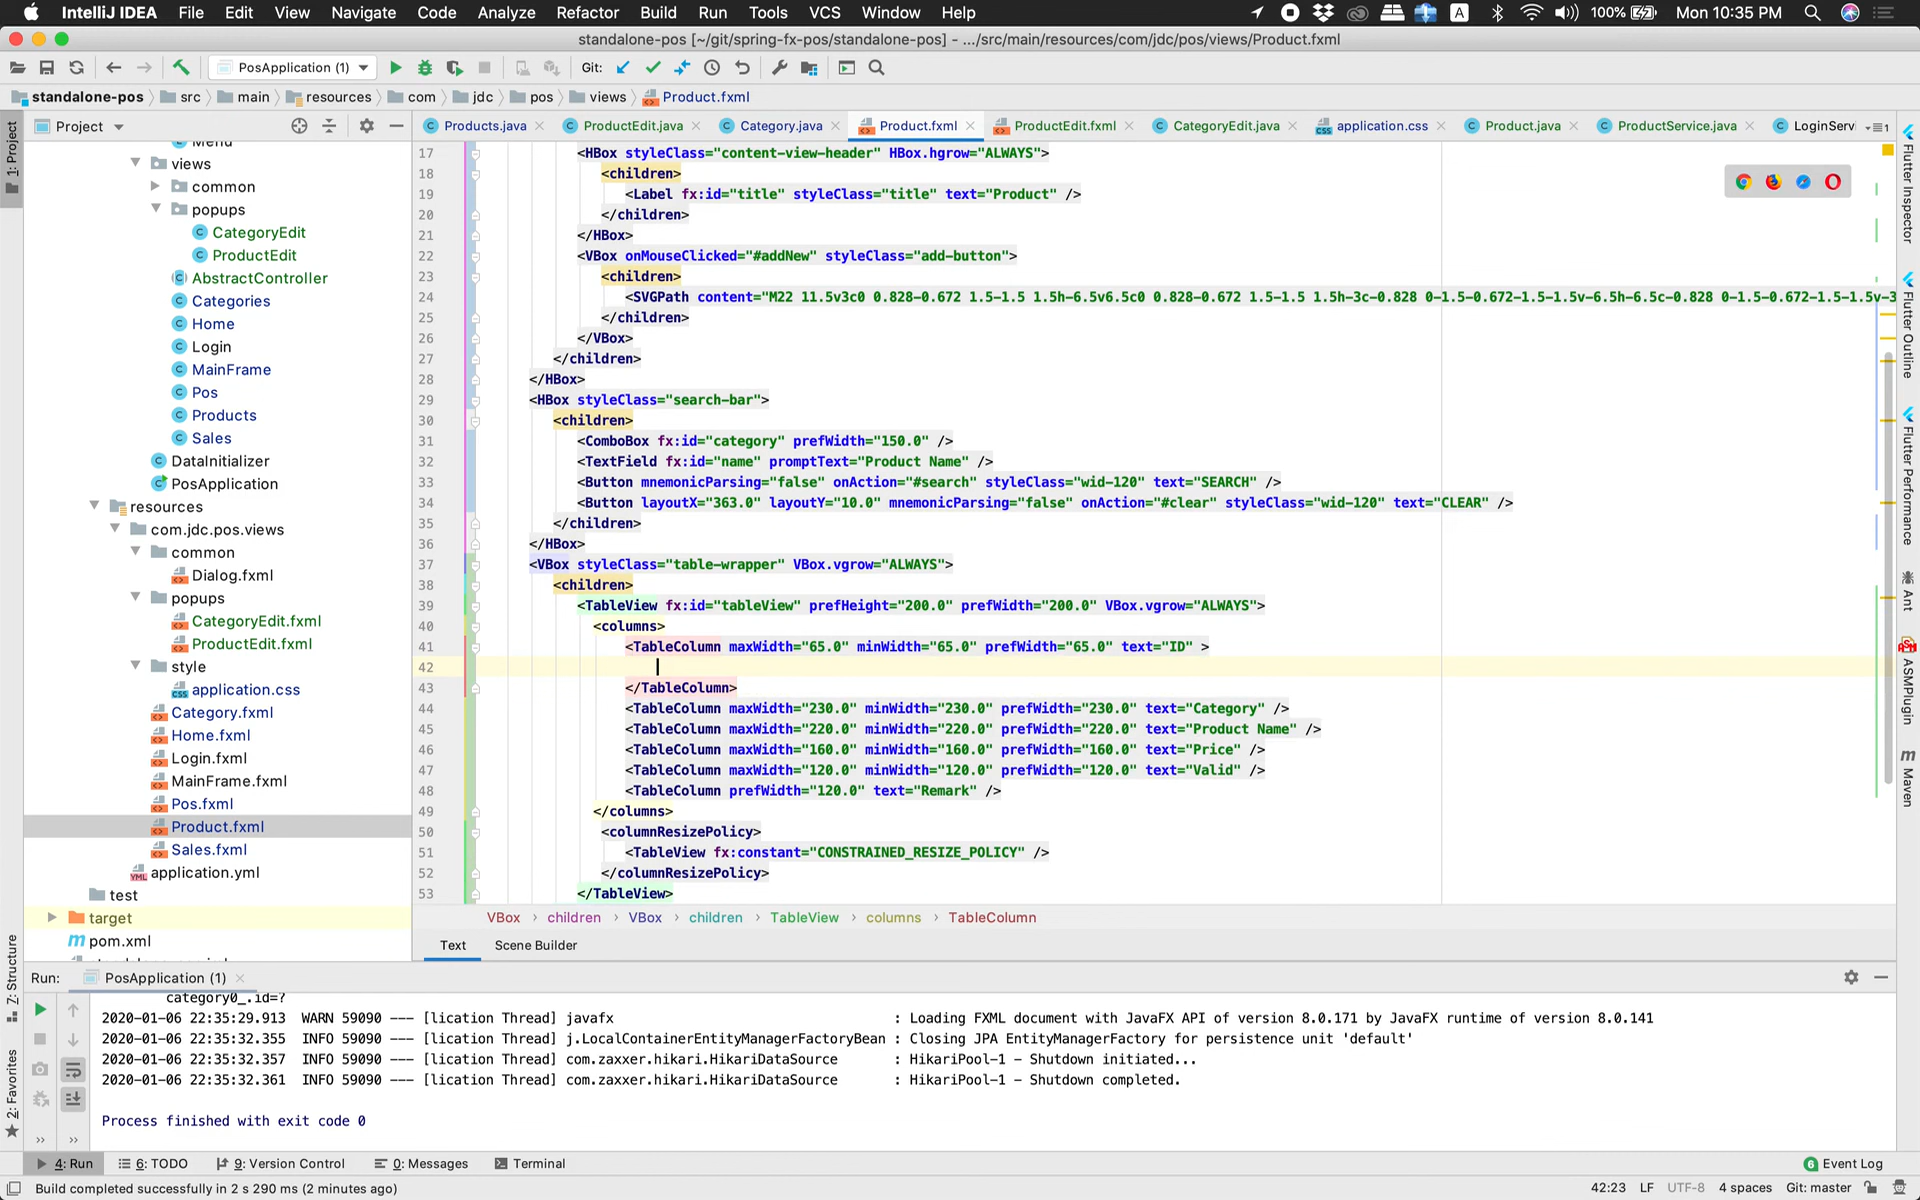 IntelliJ IDEA File Edit View Navigate Code Analyze Refactor Build Run Tools VCS Window Help A 100% Mon 10:35 PM
standalone-pos [~/git/spring-fx-pos/standalone-pos] - .../src/main/resources/com/jdc/pos/views/Product.fxml
PosApplication (1) Git:
standalone-pos src main resources com jdc pos views Product.fxml
Project Products.java ProductEdit.java Category.java Product.fxml ProductEdit.fxml CategoryEdit.java application.css Product.java ProductService.java LoginServi
1: Project
Menu
views
common
popups
CategoryEdit
ProductEdit
AbstractController
Categories
Home
Login
MainFrame
Pos
Products
Sales
DataInitializer
PosApplication
resources
com.jdc.pos.views
common
Dialog.fxml
popups
CategoryEdit.fxml
ProductEdit.fxml
style
application.css
Category.fxml
Home.fxml
Login.fxml
MainFrame.fxml
Pos.fxml
Product.fxml
Sales.fxml
application.yml
test
target
pom.xml
17 <HBox styleClass="content-view-header" HBox.hgrow="ALWAYS">
18 <children>
19 <Label fx:id="title" styleClass="title" text="Product" />
20 </children>
21 </HBox>
22 <VBox onMouseClicked="#addNew" styleClass="add-button">
23 <children>
24 <SVGPath content="M22 11.5v3c0 0.828-0.672 1.5-1.5 1.5h-6.5v6.5c0 0.828-0.672 1.5-1.5 1.5h-3c-0.828 0-1.5-0.672-1.5-1.5v-6.5h-6.5c-0.828 0-1.5-0.672-1.5-1.5v-3
25 </children>
26 </VBox>
27 </children>
28 </HBox>
29 <HBox styleClass="search-bar">
30 <children>
31 <ComboBox fx:id="category" prefWidth="150.0" />
32 <TextField fx:id="name" promptText="Product Name" />
33 <Button mnemonicParsing="false" onAction="#search" styleClass="wid-120" text="SEARCH" />
34 <Button layoutX="363.0" layoutY="10.0" mnemonicParsing="false" onAction="#clear" styleClass="wid-120" text="CLEAR" />
35 </children>
36 </HBox>
37 <VBox styleClass="table-wrapper" VBox.vgrow="ALWAYS">
38 <children>
39 <TableView fx:id="tableView" prefHeight="200.0" prefWidth="200.0" VBox.vgrow="ALWAYS">
40 <columns>
41 <TableColumn maxWidth="65.0" minWidth="65.0" prefWidth="65.0" text="ID" >
42
43 </TableColumn>
44 <TableColumn maxWidth="230.0" minWidth="230.0" prefWidth="230.0" text="Category" />
45 <TableColumn maxWidth="220.0" minWidth="220.0" prefWidth="220.0" text="Product Name" />
46 <TableColumn maxWidth="160.0" minWidth="160.0" prefWidth="160.0" text="Price" />
47 <TableColumn maxWidth="120.0" minWidth="120.0" prefWidth="120.0" text="Valid" />
48 <TableColumn prefWidth="120.0" text="Remark" />
49 </columns>
50 <columnResizePolicy>
51 <TableView fx:constant="CONSTRAINED_RESIZE_POLICY" />
52 </columnResizePolicy>
53 </TableView>
VBox › children › VBox › children › TableView › columns › TableColumn
Text Scene Builder
Flutter Inspector
Flutter Outline
Flutter Performance
Ant
ASMPlugin
m Maven
Z: Structure
2: Favorites
Run: PosApplication (1)
category0_.id=?
2020-01-06 22:35:29.913 WARN 59090 --- [lication Thread] javafx : Loading FXML document with JavaFX API of version 8.0.171 by JavaFX runtime of version 8.0.141
2020-01-06 22:35:32.355 INFO 59090 --- [lication Thread] j.LocalContainerEntityManagerFactoryBean : Closing JPA EntityManagerFactory for persistence unit 'default'
2020-01-06 22:35:32.357 INFO 59090 --- [lication Thread] com.zaxxer.hikari.HikariDataSource : HikariPool-1 - Shutdown initiated...
2020-01-06 22:35:32.361 INFO 59090 --- [lication Thread] com.zaxxer.hikari.HikariDataSource : HikariPool-1 - Shutdown completed.
Process finished with exit code 0
4: Run 6: TODO 9: Version Control 0: Messages Terminal 6 Event Log
Build completed successfully in 2 s 290 ms (2 minutes ago) 42:23 LF UTF-8 4 spaces Git: master